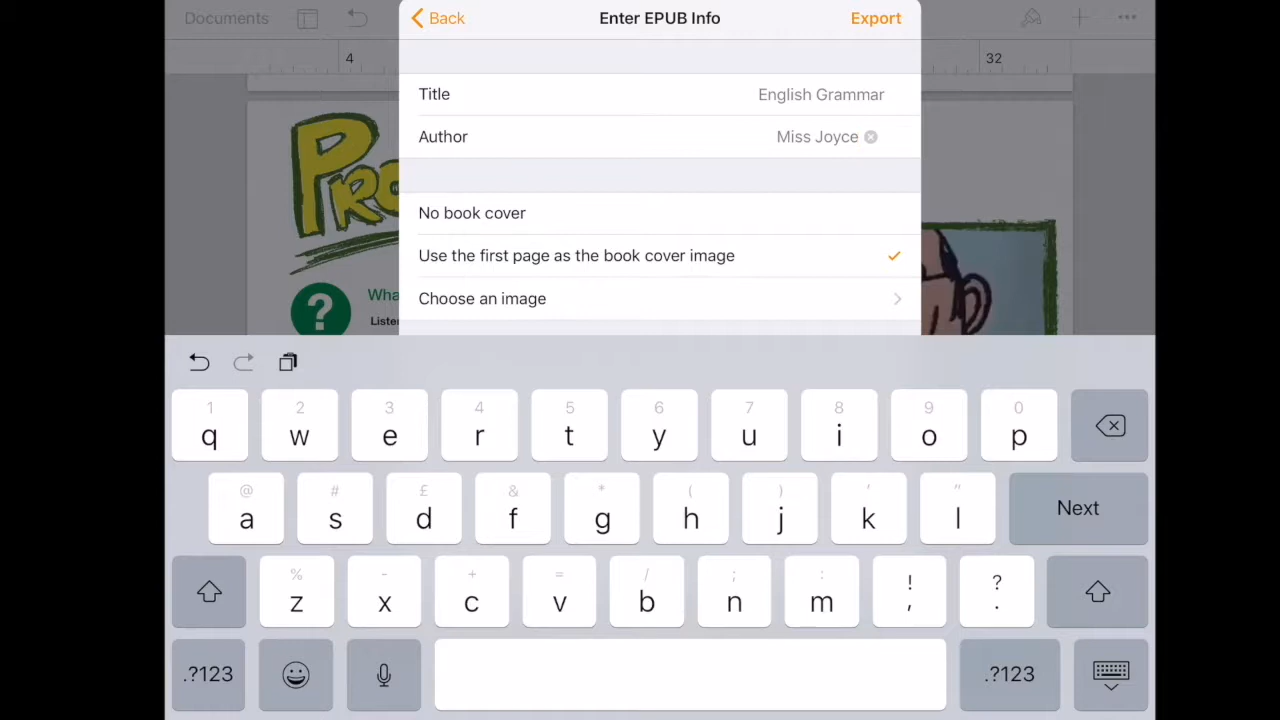 Documents
Back
Enter EPUB Info
Export
4
32
Title
English Grammar
Author
Miss Joyce
No book cover
Use the first page as the book cover image
Choose an image
PRO
?
Wha
Lister
1 2 3 4 5 6 7 8 9 0
q w e r t y u i o p
@ # £ & * ( ) ' "
a s d f g h j k l
Next
% - + = / ; : ! ?
z x c v b n m , .
.?123
.?123